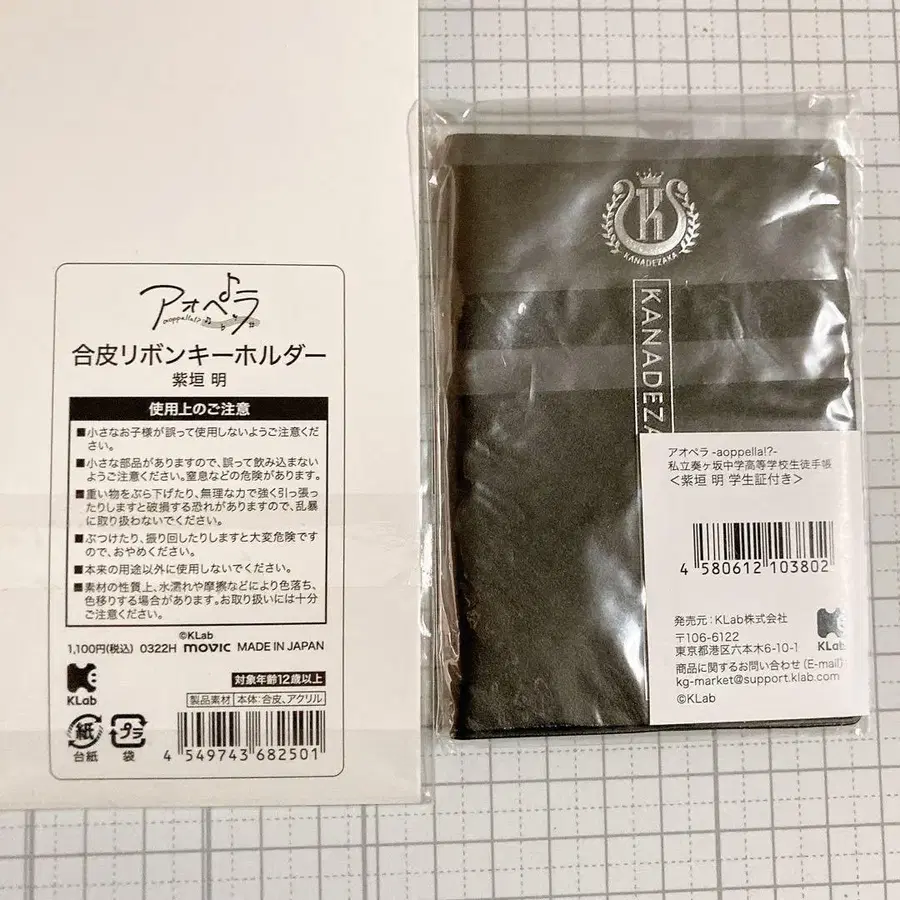 アオペラ
aoppella!?
合皮リボンキーホルダー
紫垣 明
使用上のご注意
■小さなお子様が誤って使用しないようご注意くだ
さい。
■小さな部品がありますので、誤って飲み込まない
ようご注意ください。窒息などの危険があります。
■重い物をぶら下げたり、無理な力で強く引っ張っ
たりしますと破損する恐れがありますので、乱暴
に取り扱わないでください。
■ぶつけたり、振り回したりしますと大変危険です
ので、おやめください。
■本来の用途以外に使用しないでください。
■素材の性質上、水濡れや摩擦などにより色落ち、
色移りする場合があります。お取り扱いには十分
ご注意ください。
©KLab
1,100円(税込) 0322H movic MADE IN JAPAN
KLab
対象年齢12歳以上
製品素材 本体:合皮、アクリル
紙
台紙
プラ
袋
4 549743 682501
K
KANADEZAKA
KANADEZA
アオペラ -aoppella!?-
私立奏ヶ坂中学高等学校生徒手帳
＜紫垣 明 学生証付き＞
4 580612 103802
発売元：KLab株式会社
〒106-6122
東京都港区六本木6-10-1
KLab
商品に関するお問い合わせ（E-mail）
kg-market@support.klab.com
©KLab